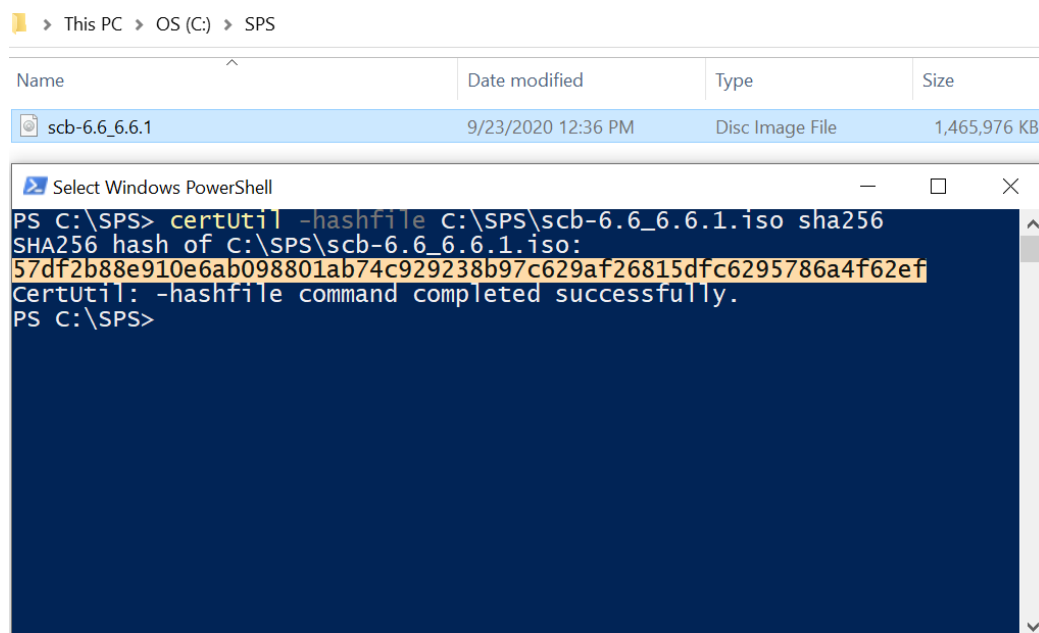 This PC > OS (C:) > SPS
Name Date modified Type Size
scb-6.6_6.6.1 9/23/2020 12:36 PM Disc Image File 1,465,976 KB
Select Windows PowerShell
PS C:\SPS> certUtil -hashfile C:\SPS\scb-6.6_6.6.1.iso sha256
SHA256 hash of C:\SPS\scb-6.6_6.6.1.iso:
57df2b88e910e6ab098801ab74c929238b97c629af26815dfc6295786a4f62ef
CertUtil: -hashfile command completed successfully.
PS C:\SPS>